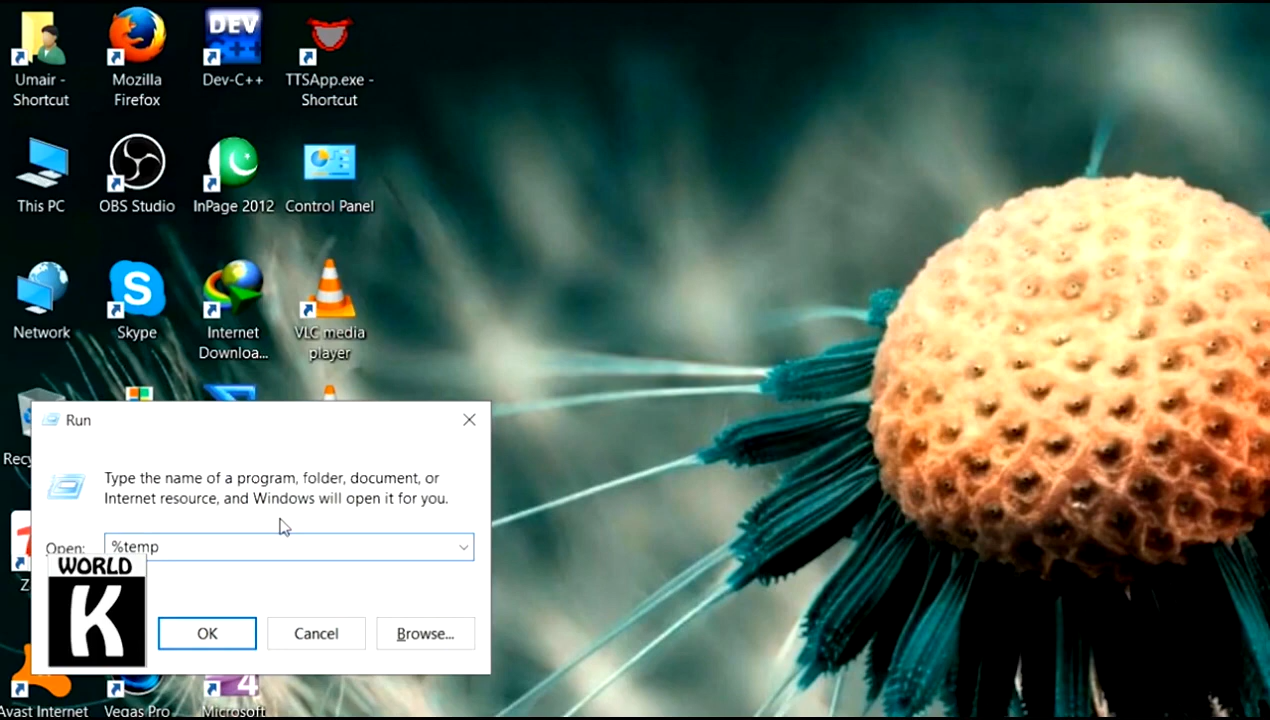 Umair -
Shortcut
Mozilla
Firefox
DEV
C++
Dev-C++
TTSApp.exe -
Shortcut
This PC
OBS Studio
InPage 2012
Control Panel
Network
S
Skype
Internet
Downloa...
VLC media
player
Run
Type the name of a program, folder, document, or
Internet resource, and Windows will open it for you.
Open:
%temp
WORLD
K
OK
Cancel
Browse...
Recy
Z
4
Avast Internet
Vegas Pro
Microsoft